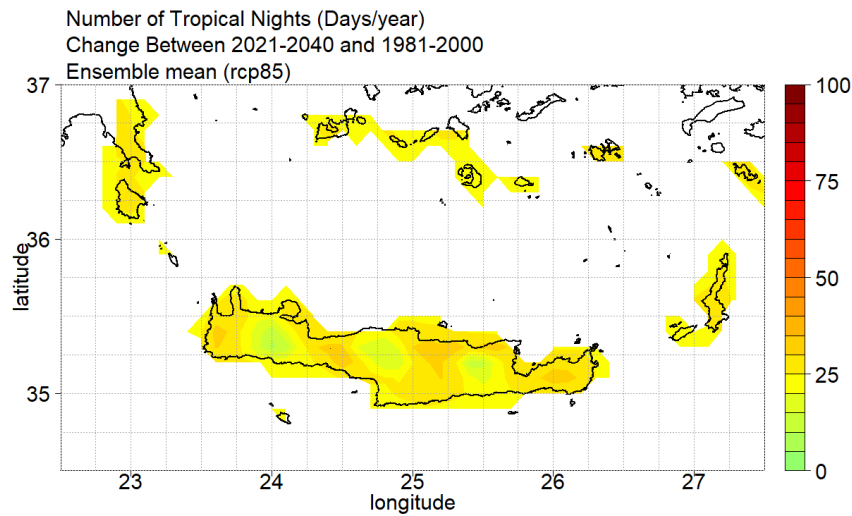 Number of Tropical Nights (Days/year)
Change Between 2021-2040 and 1981-2000
Ensemble mean (rcp85)
37
36
35
latitude
23
24
25
26
27
longitude
100
75
50
25
0